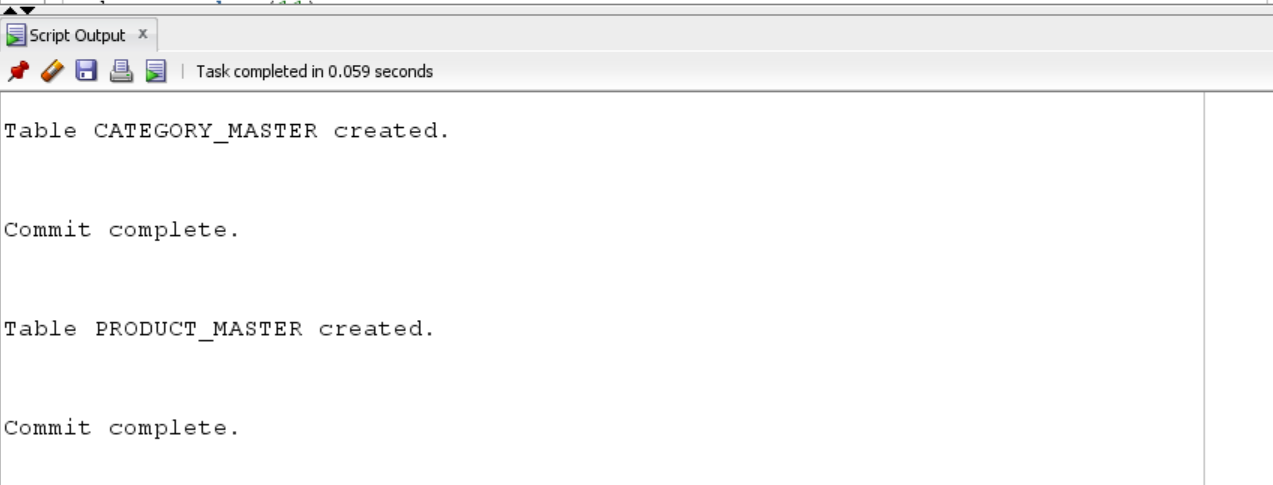 Script Output x
Task completed in 0.059 seconds
Table CATEGORY_MASTER created.
Commit complete.
Table PRODUCT_MASTER created.
Commit complete.